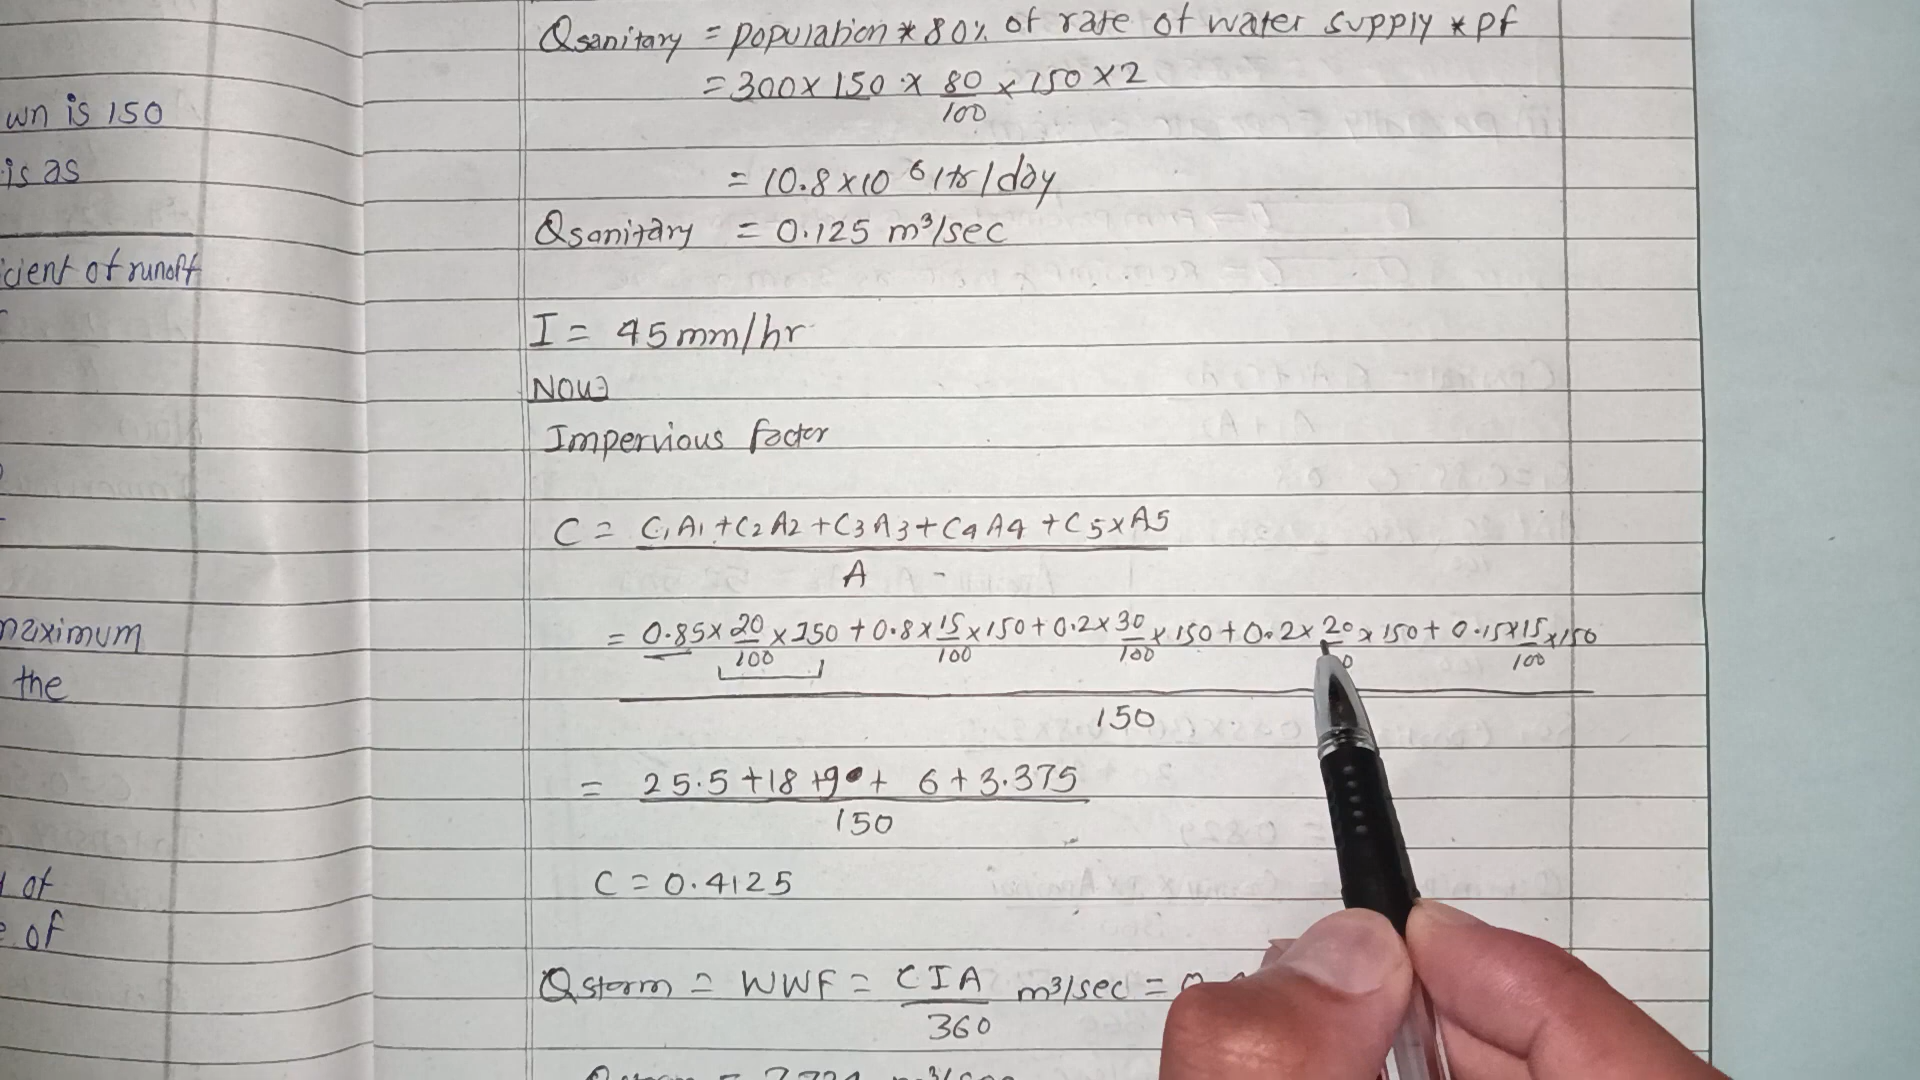 wn is 150
is as
cient of runoff
maximum
the
of
of
Qsanitary = population * 80% of rate of water supply * pf
= 300 x 150 x 80/100 x 150 x 2
= 10.8 x 10^6 ltr/day
Qsanitary = 0.125 m³/sec
I = 45 mm/hr
Now
Impervious factor
C = C1A1 + C2A2 + C3A3 + C4A4 + C5xA5
A
= 0.85 x 20/100 x 150 + 0.8 x 15/100 x 150 + 0.2 x 30/100 x 150 + 0.2 x 20/ x 150 + 0.15 x 15/100 x 150
150
= 25.5 + 18 + 9 + 6 + 3.375
150
C = 0.4125
Qstorm = WWF = CIA/360 m³/sec =